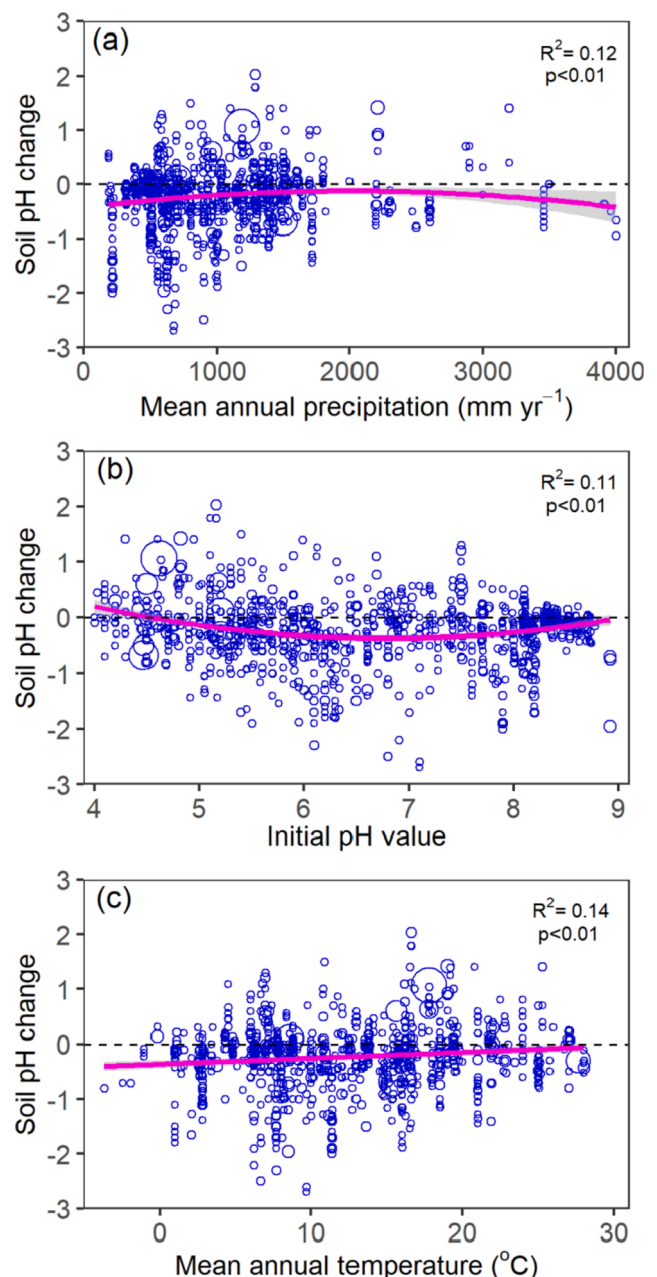 (a)
R²= 0.12
p<0.01
3
2
1
0
-1
-2
-3
Soil pH change
0 1000 2000 3000 4000
Mean annual precipitation (mm yr⁻¹)
(b)
R²= 0.11
p<0.01
3
2
1
0
-1
-2
-3
Soil pH change
4 5 6 7 8 9
Initial pH value
(c)
R²= 0.14
p<0.01
3
2
1
0
-1
-2
-3
Soil pH change
0 10 20 30
Mean annual temperature (°C)